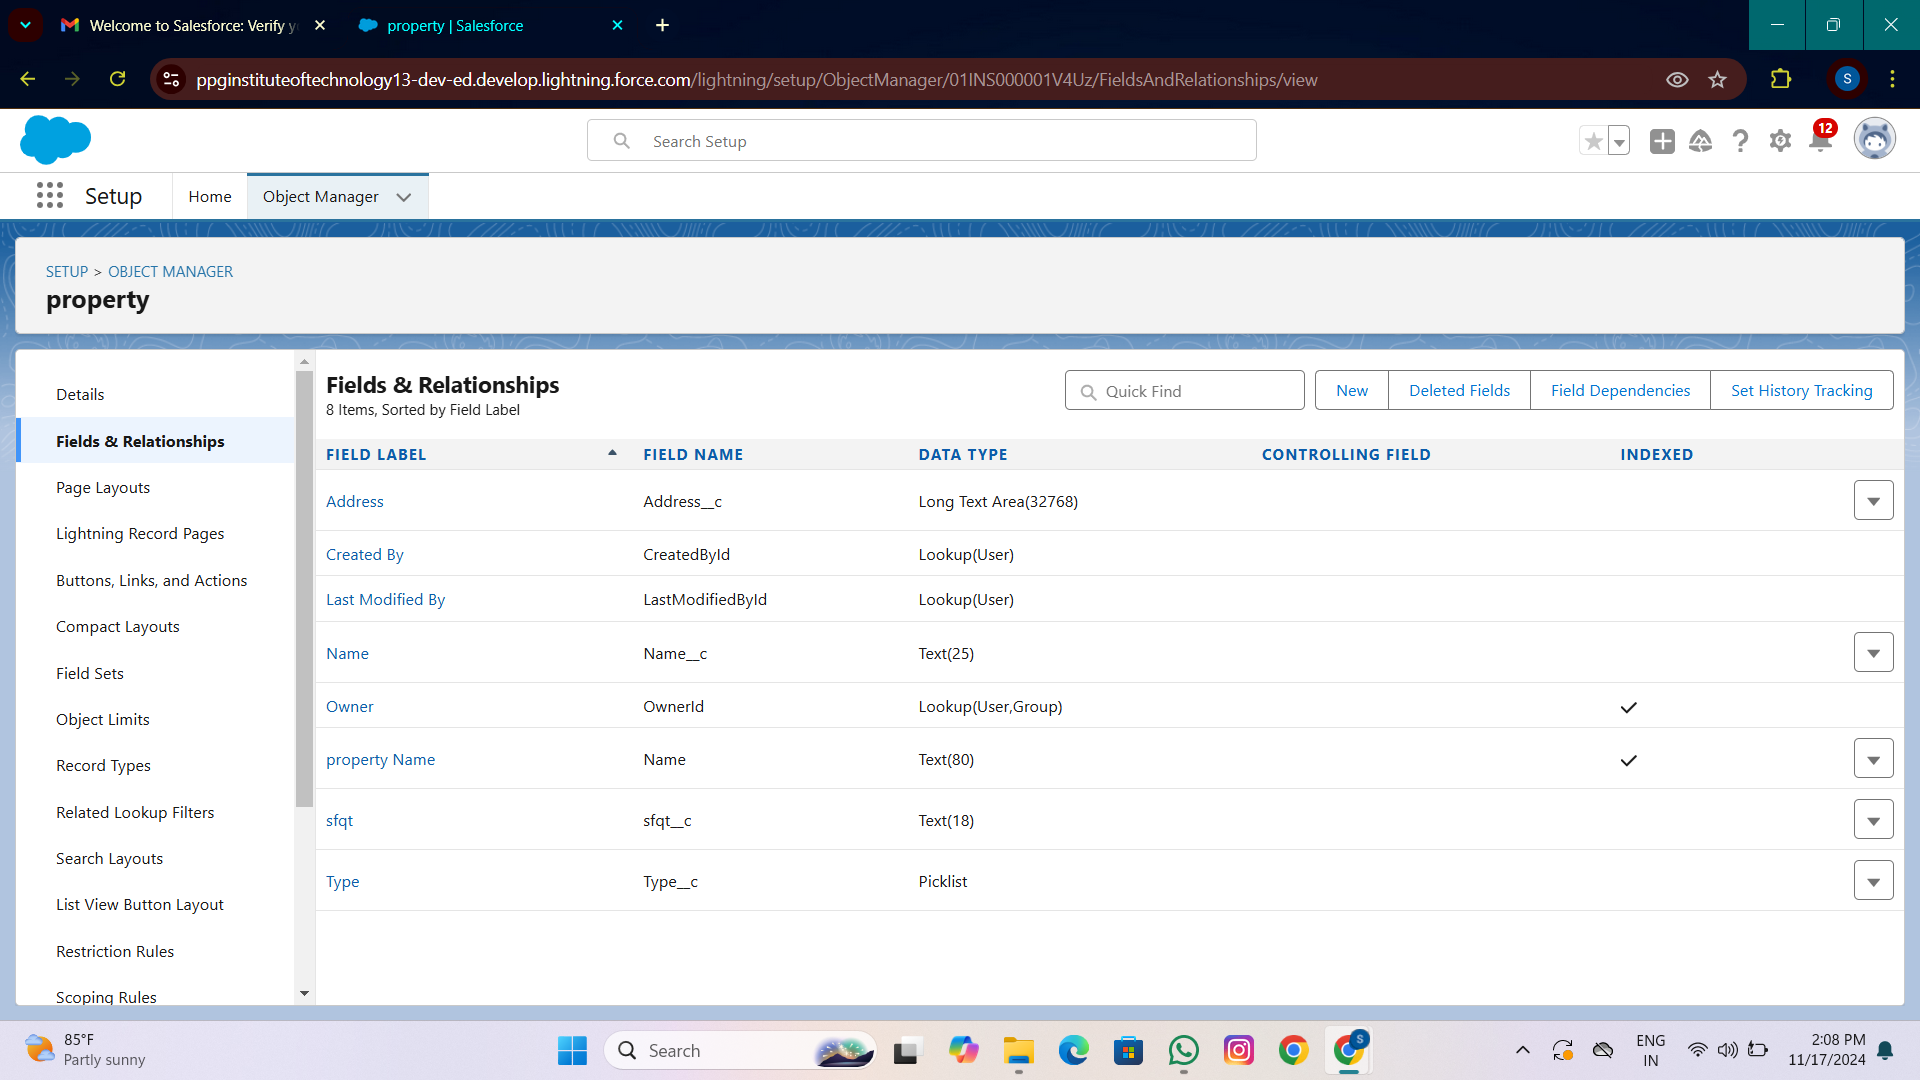 Welcome to Salesforce: Verify y
property | Salesforce
ppginstituteoftechnology13-dev-ed.develop.lightning.force.com/lightning/setup/ObjectManager/01INS000001V4Uz/FieldsAndRelationships/view
S
Search Setup
12
Setup
Home
Object Manager
SETUP > OBJECT MANAGER
property
Details
Fields & Relationships
Page Layouts
Lightning Record Pages
Buttons, Links, and Actions
Compact Layouts
Field Sets
Object Limits
Record Types
Related Lookup Filters
Search Layouts
List View Button Layout
Restriction Rules
Scoping Rules
Fields & Relationships
8 Items, Sorted by Field Label
Quick Find
New
Deleted Fields
Field Dependencies
Set History Tracking
FIELD LABEL FIELD NAME DATA TYPE CONTROLLING FIELD INDEXED
Address Address__c Long Text Area(32768)
Created By CreatedById Lookup(User)
Last Modified By LastModifiedById Lookup(User)
Name Name__c Text(25)
Owner OwnerId Lookup(User,Group)
property Name Name Text(80)
sfqt sfqt__c Text(18)
Type Type__c Picklist
85°F
Partly sunny
Search
S
ENG
IN
2:08 PM
11/17/2024